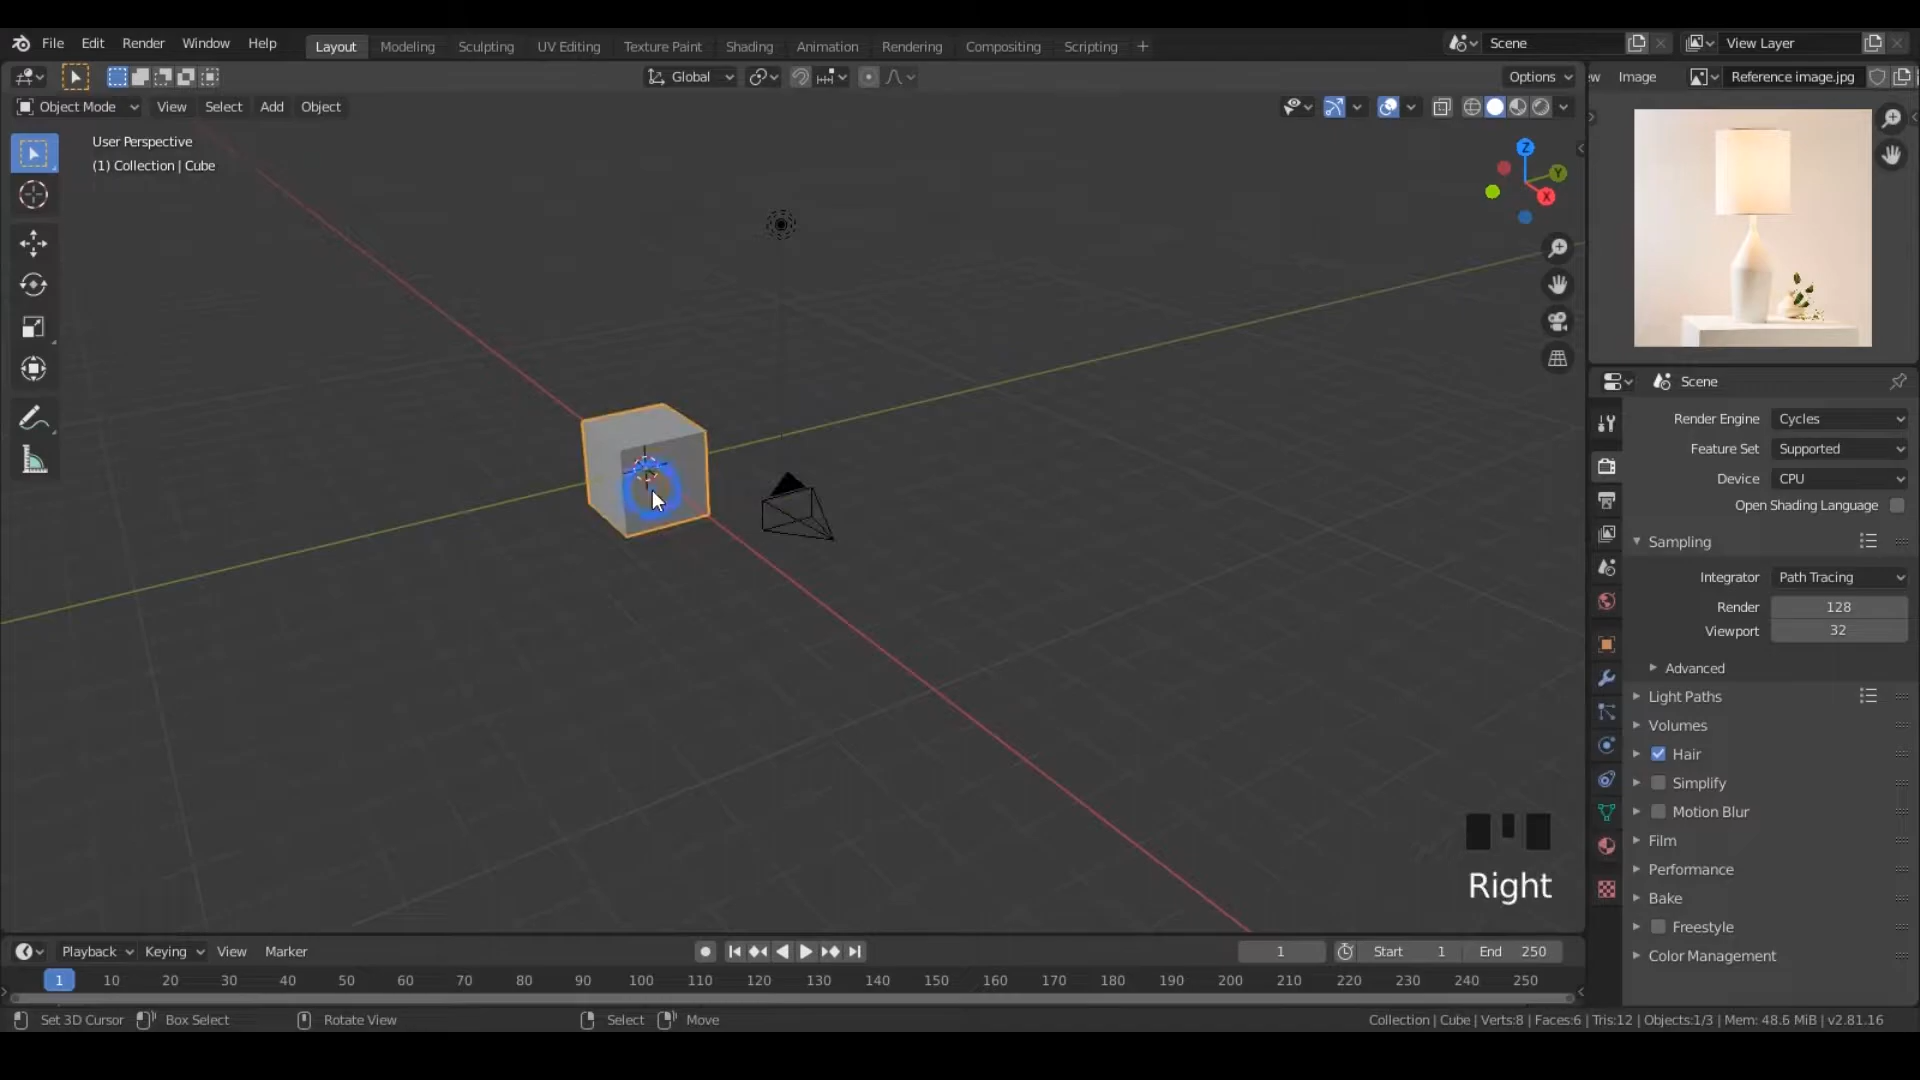 File Edit Render Window Help Layout Modeling Sculpting UV Editing Texture Paint Shading Animation Rendering Compositing Scripting + Scene View Layer
Global Options Image Reference image.jpg
Object Mode View Select Add Object
User Perspective
(1) Collection | Cube
Z
Y
X
Scene
Render Engine Cycles
Feature Set Supported
Device CPU
Open Shading Language
Sampling
Integrator Path Tracing
Render 128
Viewport 32
Advanced
Light Paths
Volumes
Hair
Simplify
Motion Blur
Film
Performance
Bake
Freestyle
Color Management
Right
Playback Keying View Marker 1 Start 1 End 250
1 10 20 30 40 50 60 70 80 90 100 110 120 130 140 150 160 170 180 190 200 210 220 230 240 250
Set 3D Cursor Box Select Rotate View Select Move Collection | Cube | Verts:8 | Faces:6 | Tris:12 | Objects:1/3 | Mem: 48.6 MiB | v2.81.16